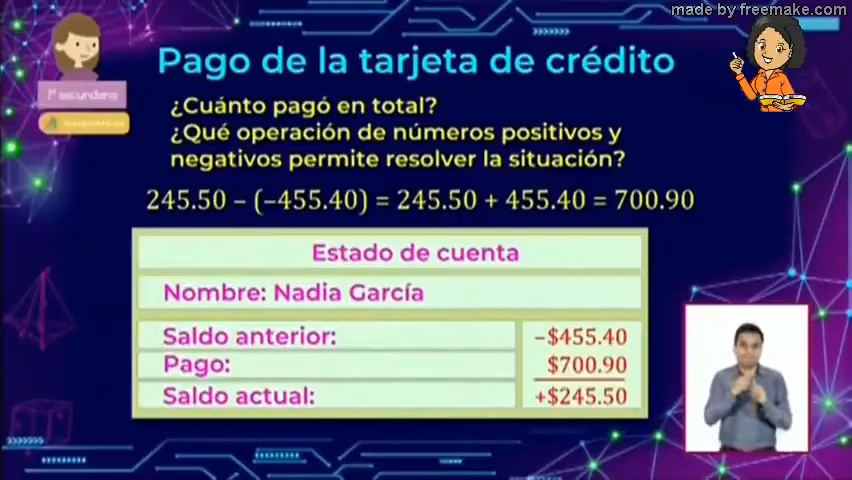 made by freemake.com
Pago de la tarjeta de crédito
1° secundaria
¿Cuánto pagó en total?
¿Qué operación de números positivos y
negativos permite resolver la situación?
245.50 – (–455.40) = 245.50 + 455.40 = 700.90
Estado de cuenta
Nombre: Nadia García
Saldo anterior: –$455.40
Pago: $700.90
Saldo actual: +$245.50